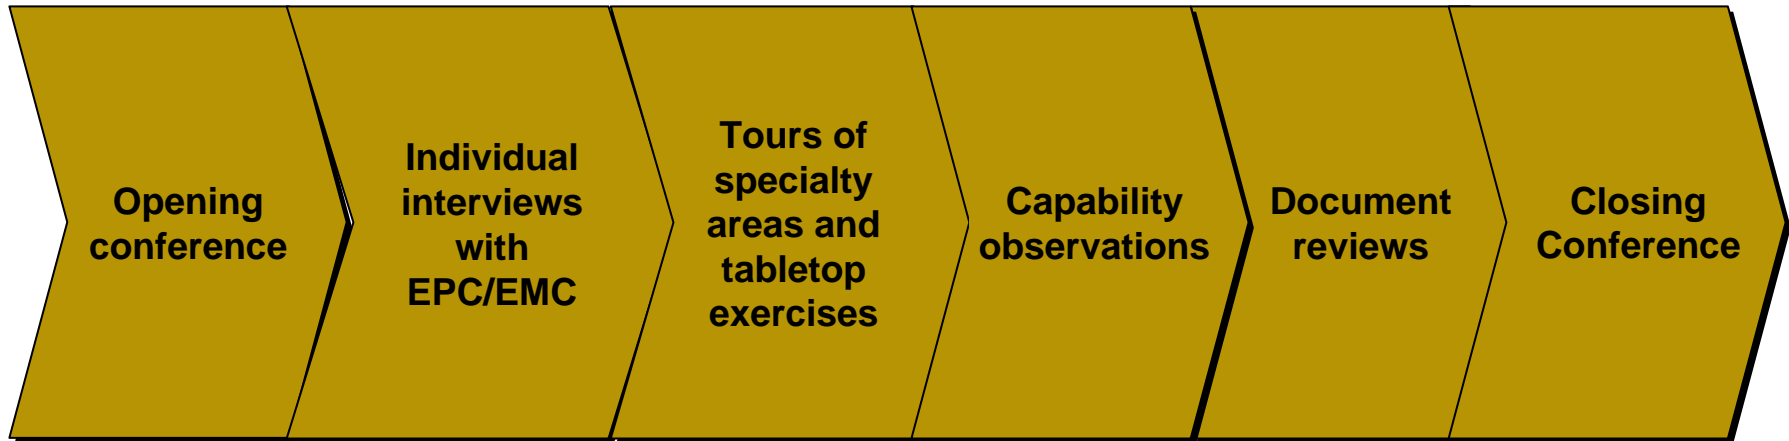 Opening
conference
Individual
interviews
with
EPC/EMC
Tours of
specialty
areas and
tabletop
exercises
Capability
observations
Document
reviews
Closing
Conference